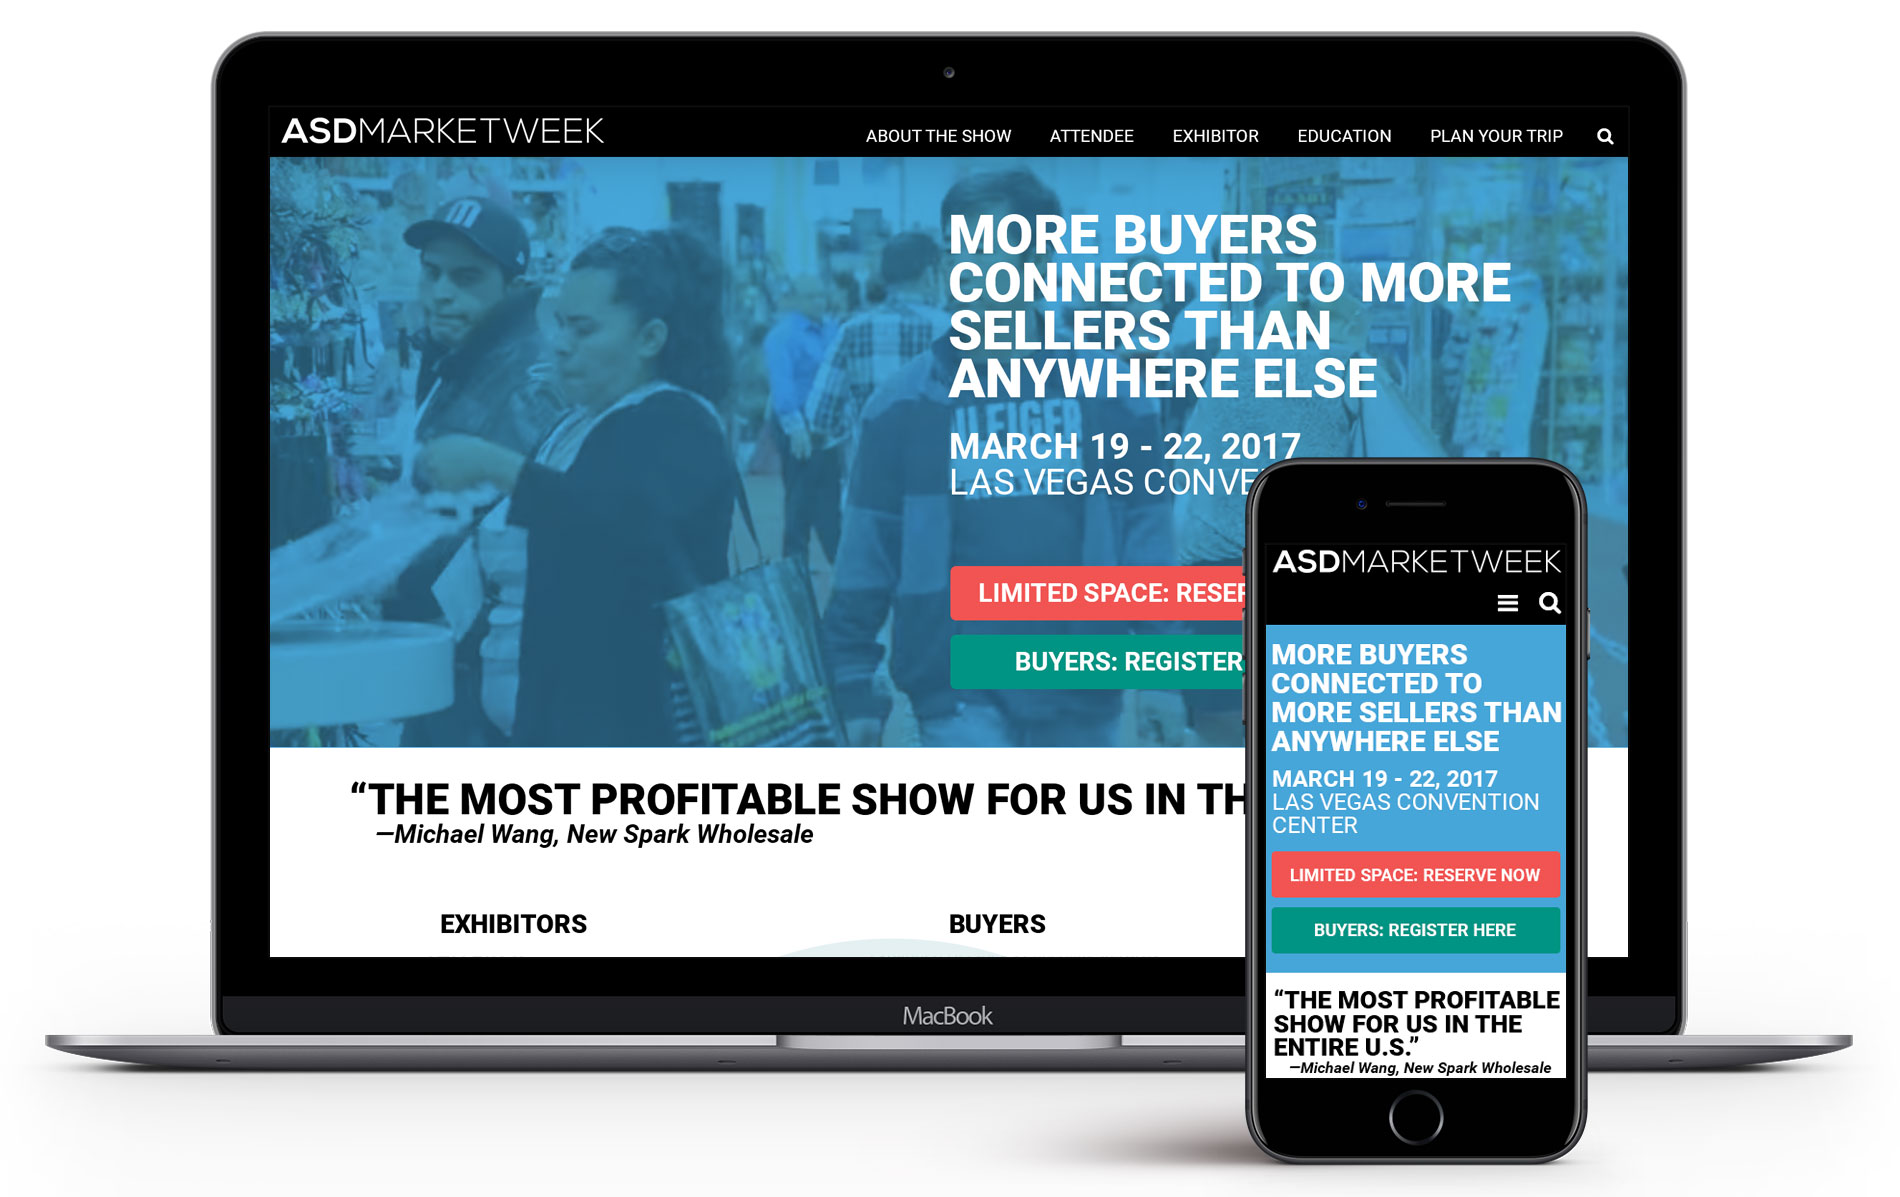 ASDMARKETWEEK
ABOUT THE SHOW ATTENDEE EXHIBITOR EDUCATION PLAN YOUR TRIP
MORE BUYERS
CONNECTED TO MORE
SELLERS THAN
ANYWHERE ELSE
MARCH 19 - 22, 2017
LAS VEGAS CONVE
LIMITED SPACE: RESER
BUYERS: REGISTER
“THE MOST PROFITABLE SHOW FOR US IN TH
—Michael Wang, New Spark Wholesale
EXHIBITORS
BUYERS
MacBook
ASDMARKETWEEK
MORE BUYERS
CONNECTED TO
MORE SELLERS THAN
ANYWHERE ELSE
MARCH 19 - 22, 2017
LAS VEGAS CONVENTION
CENTER
LIMITED SPACE: RESERVE NOW
BUYERS: REGISTER HERE
“THE MOST PROFITABLE
SHOW FOR US IN THE
ENTIRE U.S.”
—Michael Wang, New Spark Wholesale